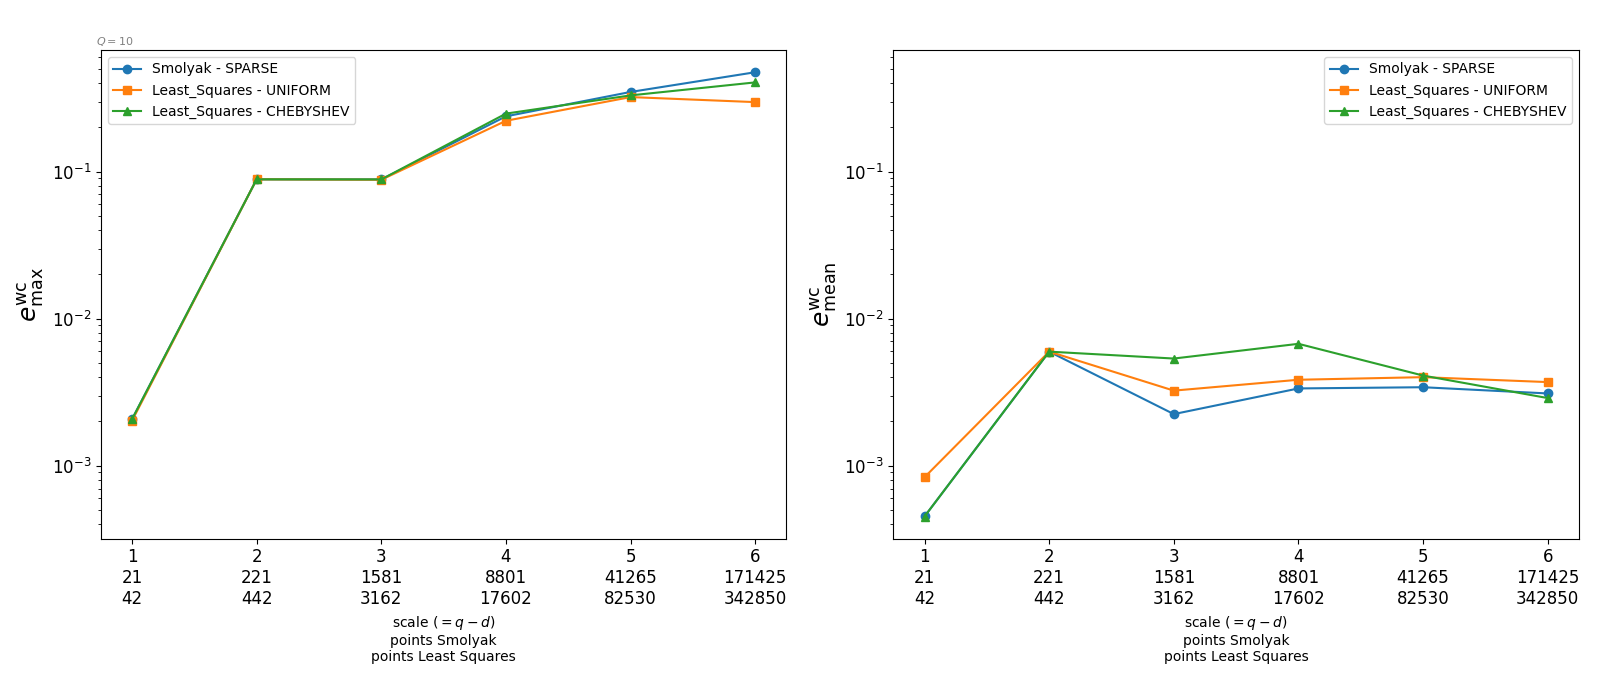 Q = 10
Smolyak - SPARSE
Least_Squares - UNIFORM
Least_Squares - CHEBYSHEV
10⁻¹
10⁻²
10⁻³
e^wc_max
1 2 3 4 5 6
21 221 1581 8801 41265 171425
42 442 3162 17602 82530 342850
scale (= q − d)
points Smolyak
points Least Squares
Smolyak - SPARSE
Least_Squares - UNIFORM
Least_Squares - CHEBYSHEV
10⁻¹
10⁻²
10⁻³
e^wc_mean
1 2 3 4 5 6
21 221 1581 8801 41265 171425
42 442 3162 17602 82530 342850
scale (= q − d)
points Smolyak
points Least Squares